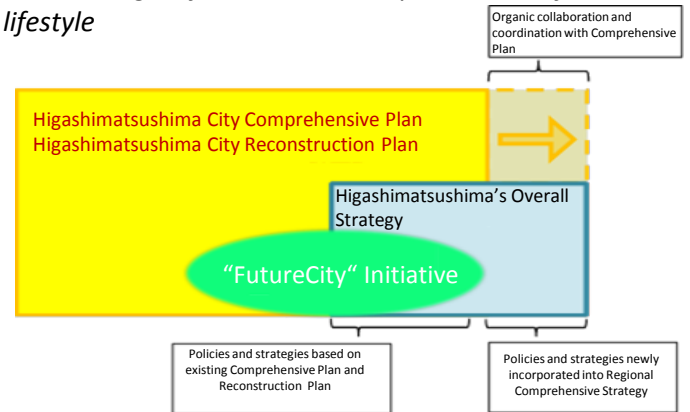 lifestyle
Organic collaboration and
coordination with Comprehensive
Plan
Higashimatsushima City Comprehensive Plan
Higashimatsushima City Reconstruction Plan
Higashimatsushima’s Overall
Strategy
“FutureCity“ Initiative
Policies and strategies based on
existing Comprehensive Plan and
Reconstruction Plan
Policies and strategies newly
incorporated into Regional
Comprehensive Strategy